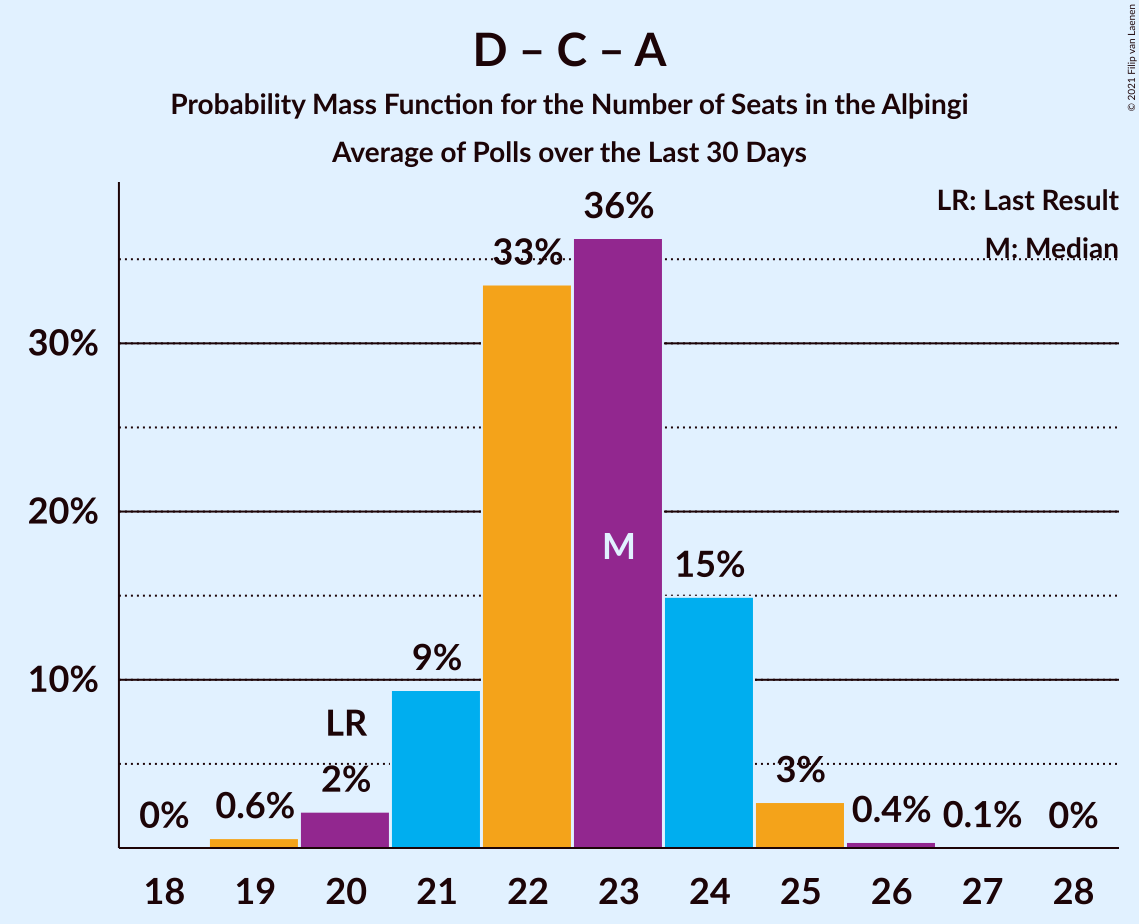 D – C – A
Probability Mass Function for the Number of Seats in the Alþingi
Average of Polls over the Last 30 Days
© 2021 Filip van Laenen
LR: Last Result
M: Median
36%
33%
30%
M
20%
15%
9%
10%
LR
2%
3%
0%
0.6%
0.4%
0.1%
0%
18 19 20 21 22 23 24 25 26 27 28